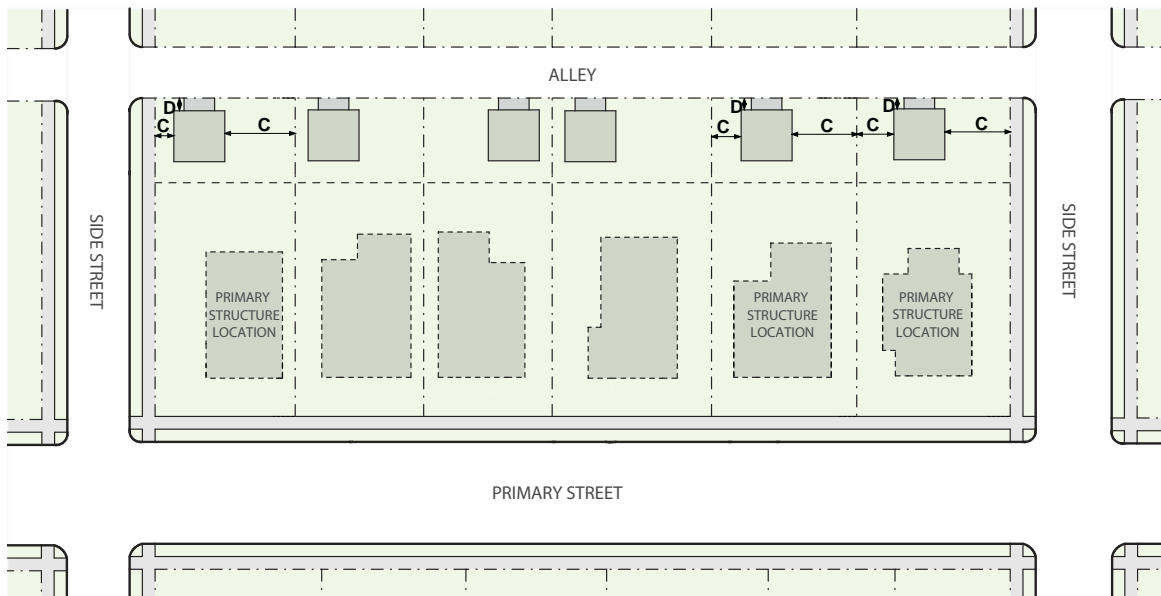 ALLEY
D
D
D
C
C
C
C
C
C
SIDE STREET
SIDE STREET
PRIMARY
STRUCTURE
LOCATION
PRIMARY
STRUCTURE
LOCATION
PRIMARY
STRUCTURE
LOCATION
PRIMARY STREET